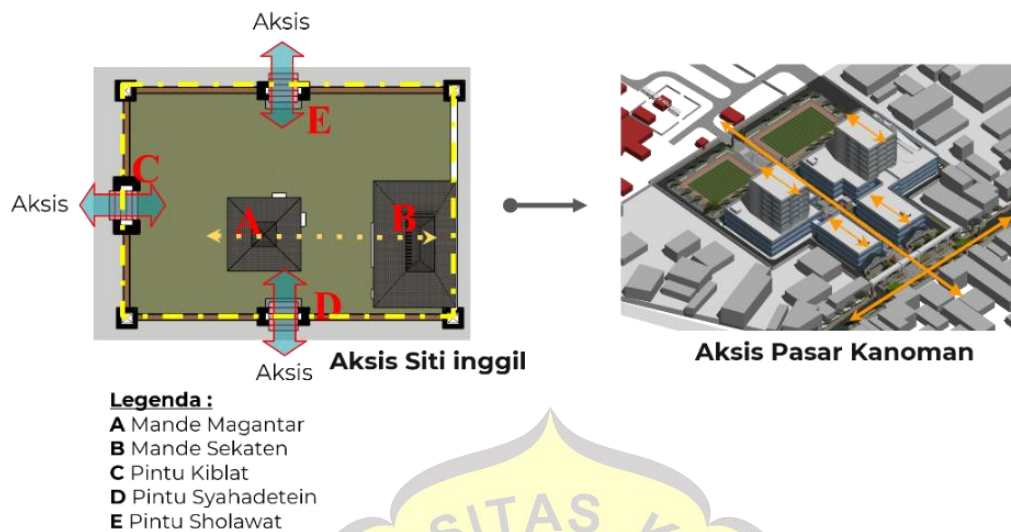 Aksis
E
C
Aksis
A
B
D
Aksis
Aksis Siti inggil
Aksis Pasar Kanoman
Legenda :
A Mande Magantar
B Mande Sekaten
C Pintu Kiblat
D Pintu Syahadetein
E Pintu Sholawat
SITAS K